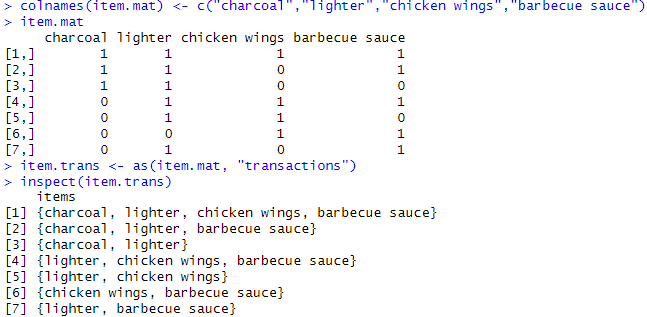 > colnames(item.mat) <- c("charcoal","lighter","chicken wings","barbecue sauce")
> item.mat
     charcoal lighter chicken wings barbecue sauce
[1,]        1       1             1              1
[2,]        1       1             0              1
[3,]        1       1             0              0
[4,]        0       1             1              1
[5,]        0       1             1              0
[6,]        0       0             1              1
[7,]        0       1             0              1
> item.trans <- as(item.mat, "transactions")
> inspect(item.trans)
    items
[1] {charcoal, lighter, chicken wings, barbecue sauce}
[2] {charcoal, lighter, barbecue sauce}
[3] {charcoal, lighter}
[4] {lighter, chicken wings, barbecue sauce}
[5] {lighter, chicken wings}
[6] {chicken wings, barbecue sauce}
[7] {lighter, barbecue sauce}